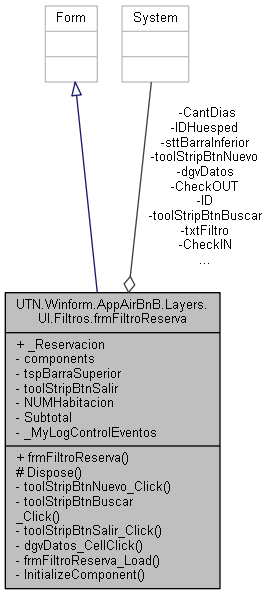 Form
System
-CantDias
-IDHuesped
-sttBarraInferior
-toolStripBtnNuevo
-dgvDatos
-CheckOUT
-ID
-toolStripBtnBuscar
-txtFiltro
-CheckIN
...
UTN.Winform.AppAirBnB.Layers.
UI.Filtros.frmFiltroReserva
+ _Reservacion
- components
- tspBarraSuperior
- toolStripBtnSalir
- NUMHabitacion
- Subtotal
- _MyLogControlEventos
+ frmFiltroReserva()
# Dispose()
- toolStripBtnNuevo_Click()
- toolStripBtnBuscar
_Click()
- toolStripBtnSalir_Click()
- dgvDatos_CellClick()
- frmFiltroReserva_Load()
- InitializeComponent()